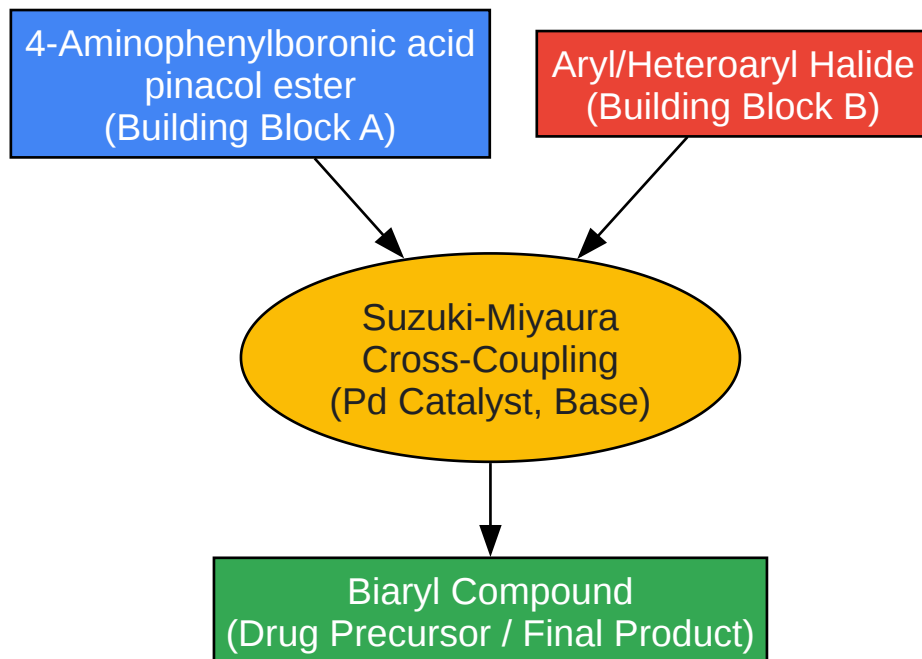 4-Aminophenylboronic acid
pinacol ester
(Building Block A)
Aryl/Heteroaryl Halide
(Building Block B)
Suzuki-Miyaura
Cross-Coupling
(Pd Catalyst, Base)
Biaryl Compound
(Drug Precursor / Final Product)